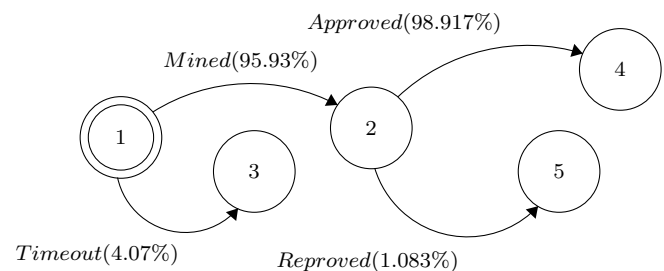 Approved(98.917%)
Mined(95.93%)
4
2
1
3
5
Timeout(4.07%)
Reproved(1.083%)